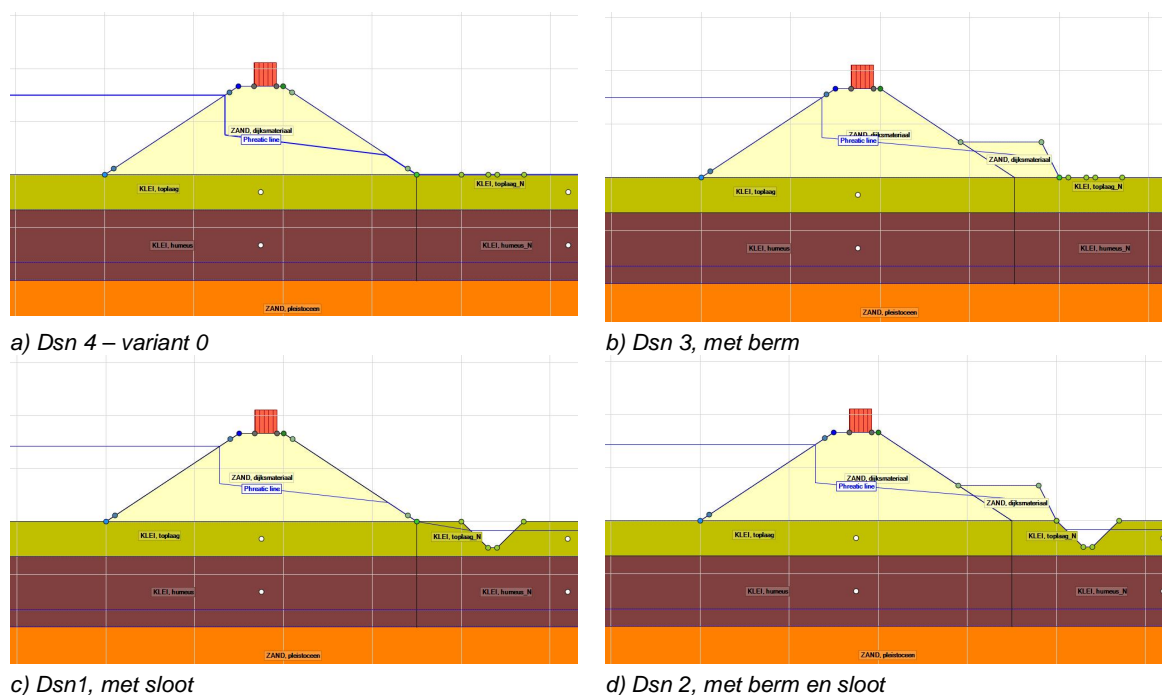 ZAND, dijksmateriaal
Phreatic line
KLEI, toplaag
KLEI, toplaag_N
KLEI, humeus
KLEI, humeus_N
ZAND, pleistoceen
a) Dsn 4 – variant 0
ZAND, dijksmateriaal
Phreatic line
ZAND, dijksmateriaal
KLEI, toplaag
KLEI, toplaag_N
KLEI, humeus
KLEI, humeus_N
ZAND, pleistoceen
b) Dsn 3, met berm
ZAND, dijksmateriaal
Phreatic line
KLEI, toplaag
KLEI, toplaag_N
KLEI, humeus
KLEI, humeus_N
ZAND, pleistoceen
c) Dsn1, met sloot
ZAND, dijksmateriaal
Phreatic line
ZAND, dijksmateriaal
KLEI, toplaag
KLEI, toplaag_N
KLEI, humeus
KLEI, humeus_N
ZAND, pleistoceen
d) Dsn 2, met berm en sloot